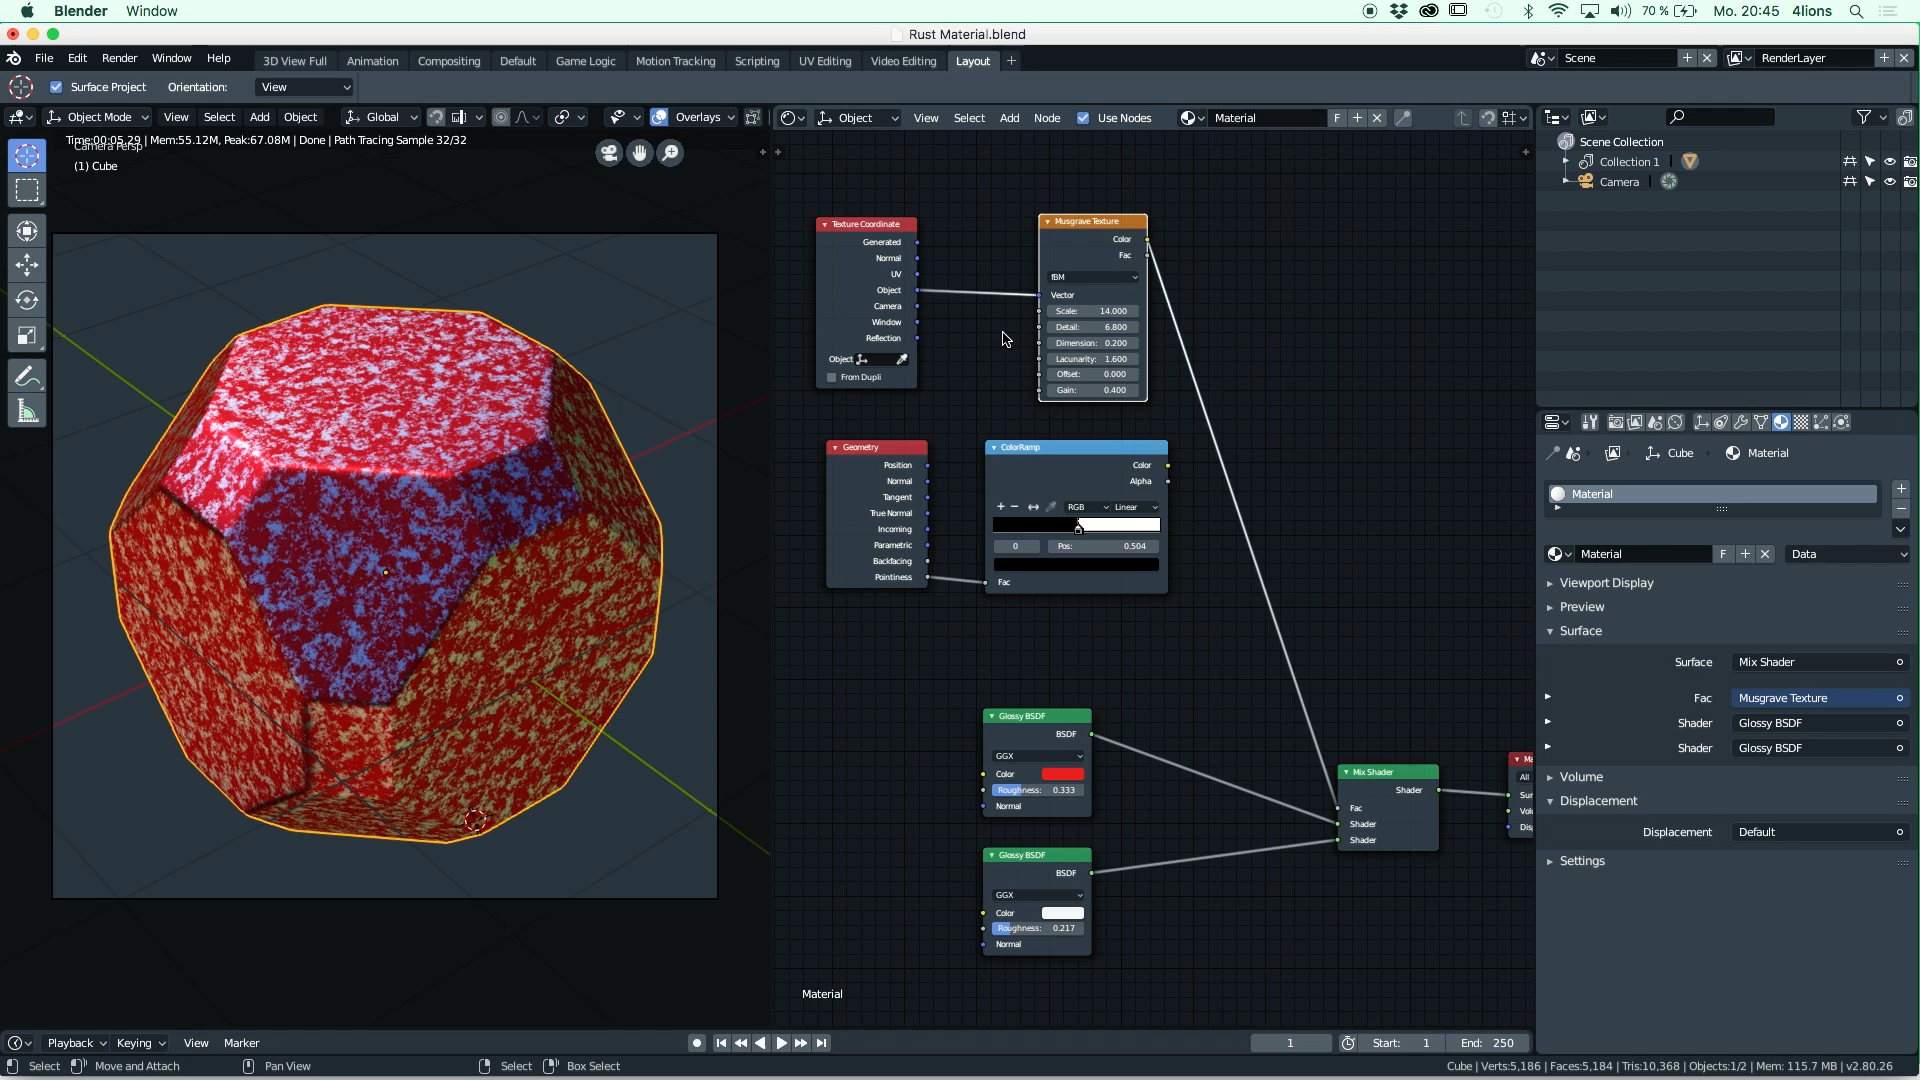 Blender Window 70 % Mo. 20:45 4lions
Rust Material.blend
File Edit Render Window Help 3D View Full Animation Compositing Default Game Logic Motion Tracking Scripting UV Editing Video Editing Layout + Scene RenderLayer
Surface Project Orientation: View
Object Mode View Select Add Object Global Overlays Object View Select Add Node Use Nodes Material F
Time:00:05.29 | Mem:55.12M, Peak:67.08M | Done | Path Tracing Sample 32/32
Camera Persp
(1) Cube
Scene Collection
Collection 1
Camera
Texture Coordinate
Generated
Normal
UV
Object
Camera
Window
Reflection
Object
From Dupli
Musgrave Texture
Color
Fac
fBM
Vector
Scale: 14.000
Detail: 6.800
Dimension: 0.200
Lacunarity: 1.600
Offset: 0.000
Gain: 0.400
Geometry
Position
Normal
Tangent
True Normal
Incoming
Parametric
Backfacing
Pointiness
ColorRamp
Color
Alpha
RGB Linear
0 Pos: 0.504
Fac
Glossy BSDF
BSDF
GGX
Color
Roughness: 0.333
Normal
Glossy BSDF
BSDF
GGX
Color
Roughness: 0.217
Normal
Mix Shader
Shader
Fac
Shader
Shader
Ma
All
Sur
Volu
Disp
Material
Cube Material
Material
Material F Data
Viewport Display
Preview
Surface
Surface Mix Shader
Fac Musgrave Texture
Shader Glossy BSDF
Shader Glossy BSDF
Volume
Displacement
Displacement Default
Settings
Playback Keying View Marker 1 Start: 1 End: 250
Select Move and Attach Pan View Select Box Select Cube | Verts:5,186 | Faces:5,184 | Tris:10,368 | Objects:1/2 | Mem: 115.7 MB | v2.80.26